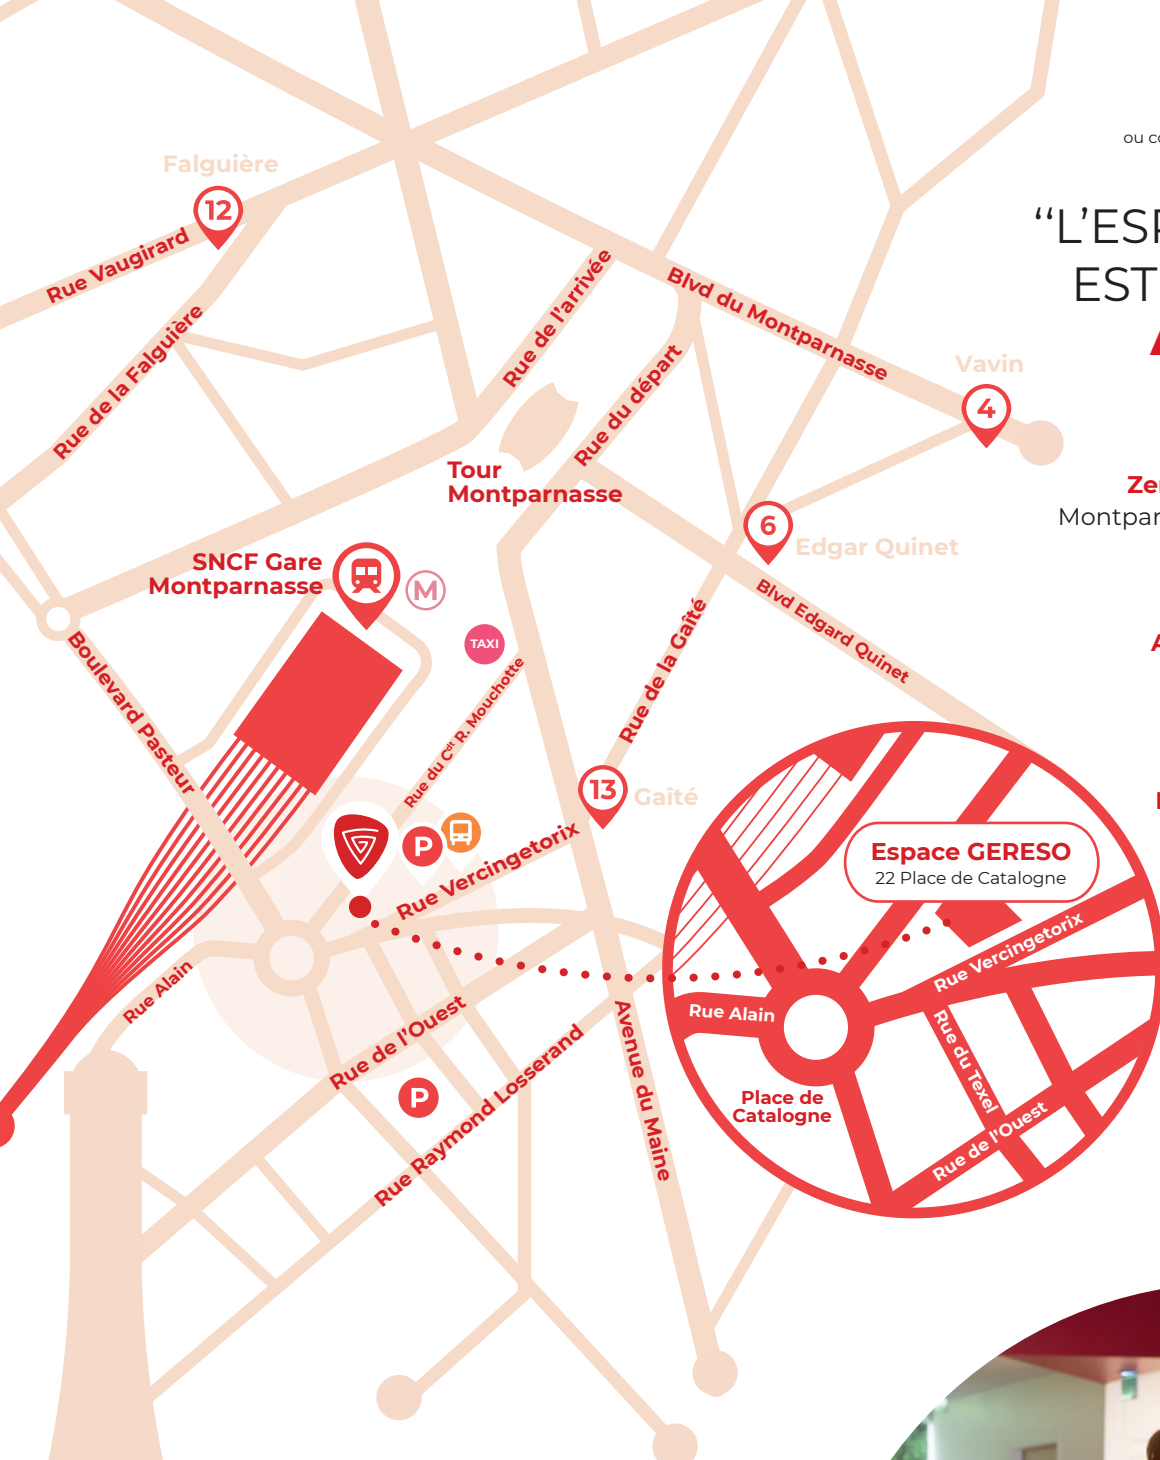 ou
Falguière
12
Rue Vaugirard
Rue de la Falguière
Rue de l'arrivée
Blvd du Montparnasse
Rue du départ
“L’ESP
EST
Vavin
4
Tour
Montparnasse
6
Edgar Quinet
SNCF Gare
Montparnasse
M
TAXI
Blvd Edgard Quinet
Rue de la Gaîté
Boulevard Pasteur
Rue du Cdt R. Mouchotte
13
Gaîté
P
Rue Vercingetorix
Espace GERESO
22 Place de Catalogne
Rue Vercingetorix
Rue Alain
Rue Alain
Rue du Texel
Rue de l'Ouest
Place de
Catalogne
Rue de l’Ouest
Rue de l'Ouest
P
Rue Raymond Losserand
Avenue du Maine